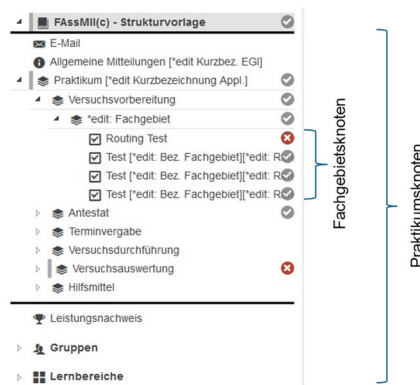 FAssMII(c) - Strukturvorlage
E-Mail
Allgemeine Mitteilungen [*edit Kurzbez. EGI]
Praktikum [*edit Kurzbezeichnung Appl.]
Versuchsvorbereitung
*edit: Fachgebiet
Routing Test
Test [*edit: Bez. Fachgebiet][*edit: R
Test [*edit: Bez. Fachgebiet][*edit: R
Test [*edit: Bez. Fachgebiet][*edit: R
Antestat
Terminvergabe
Versuchsdurchführung
Versuchsauswertung
Hilfsmittel
Leistungsnachweis
Gruppen
Lernbereiche
Fachgebietsknoten
Praktikumsknoten